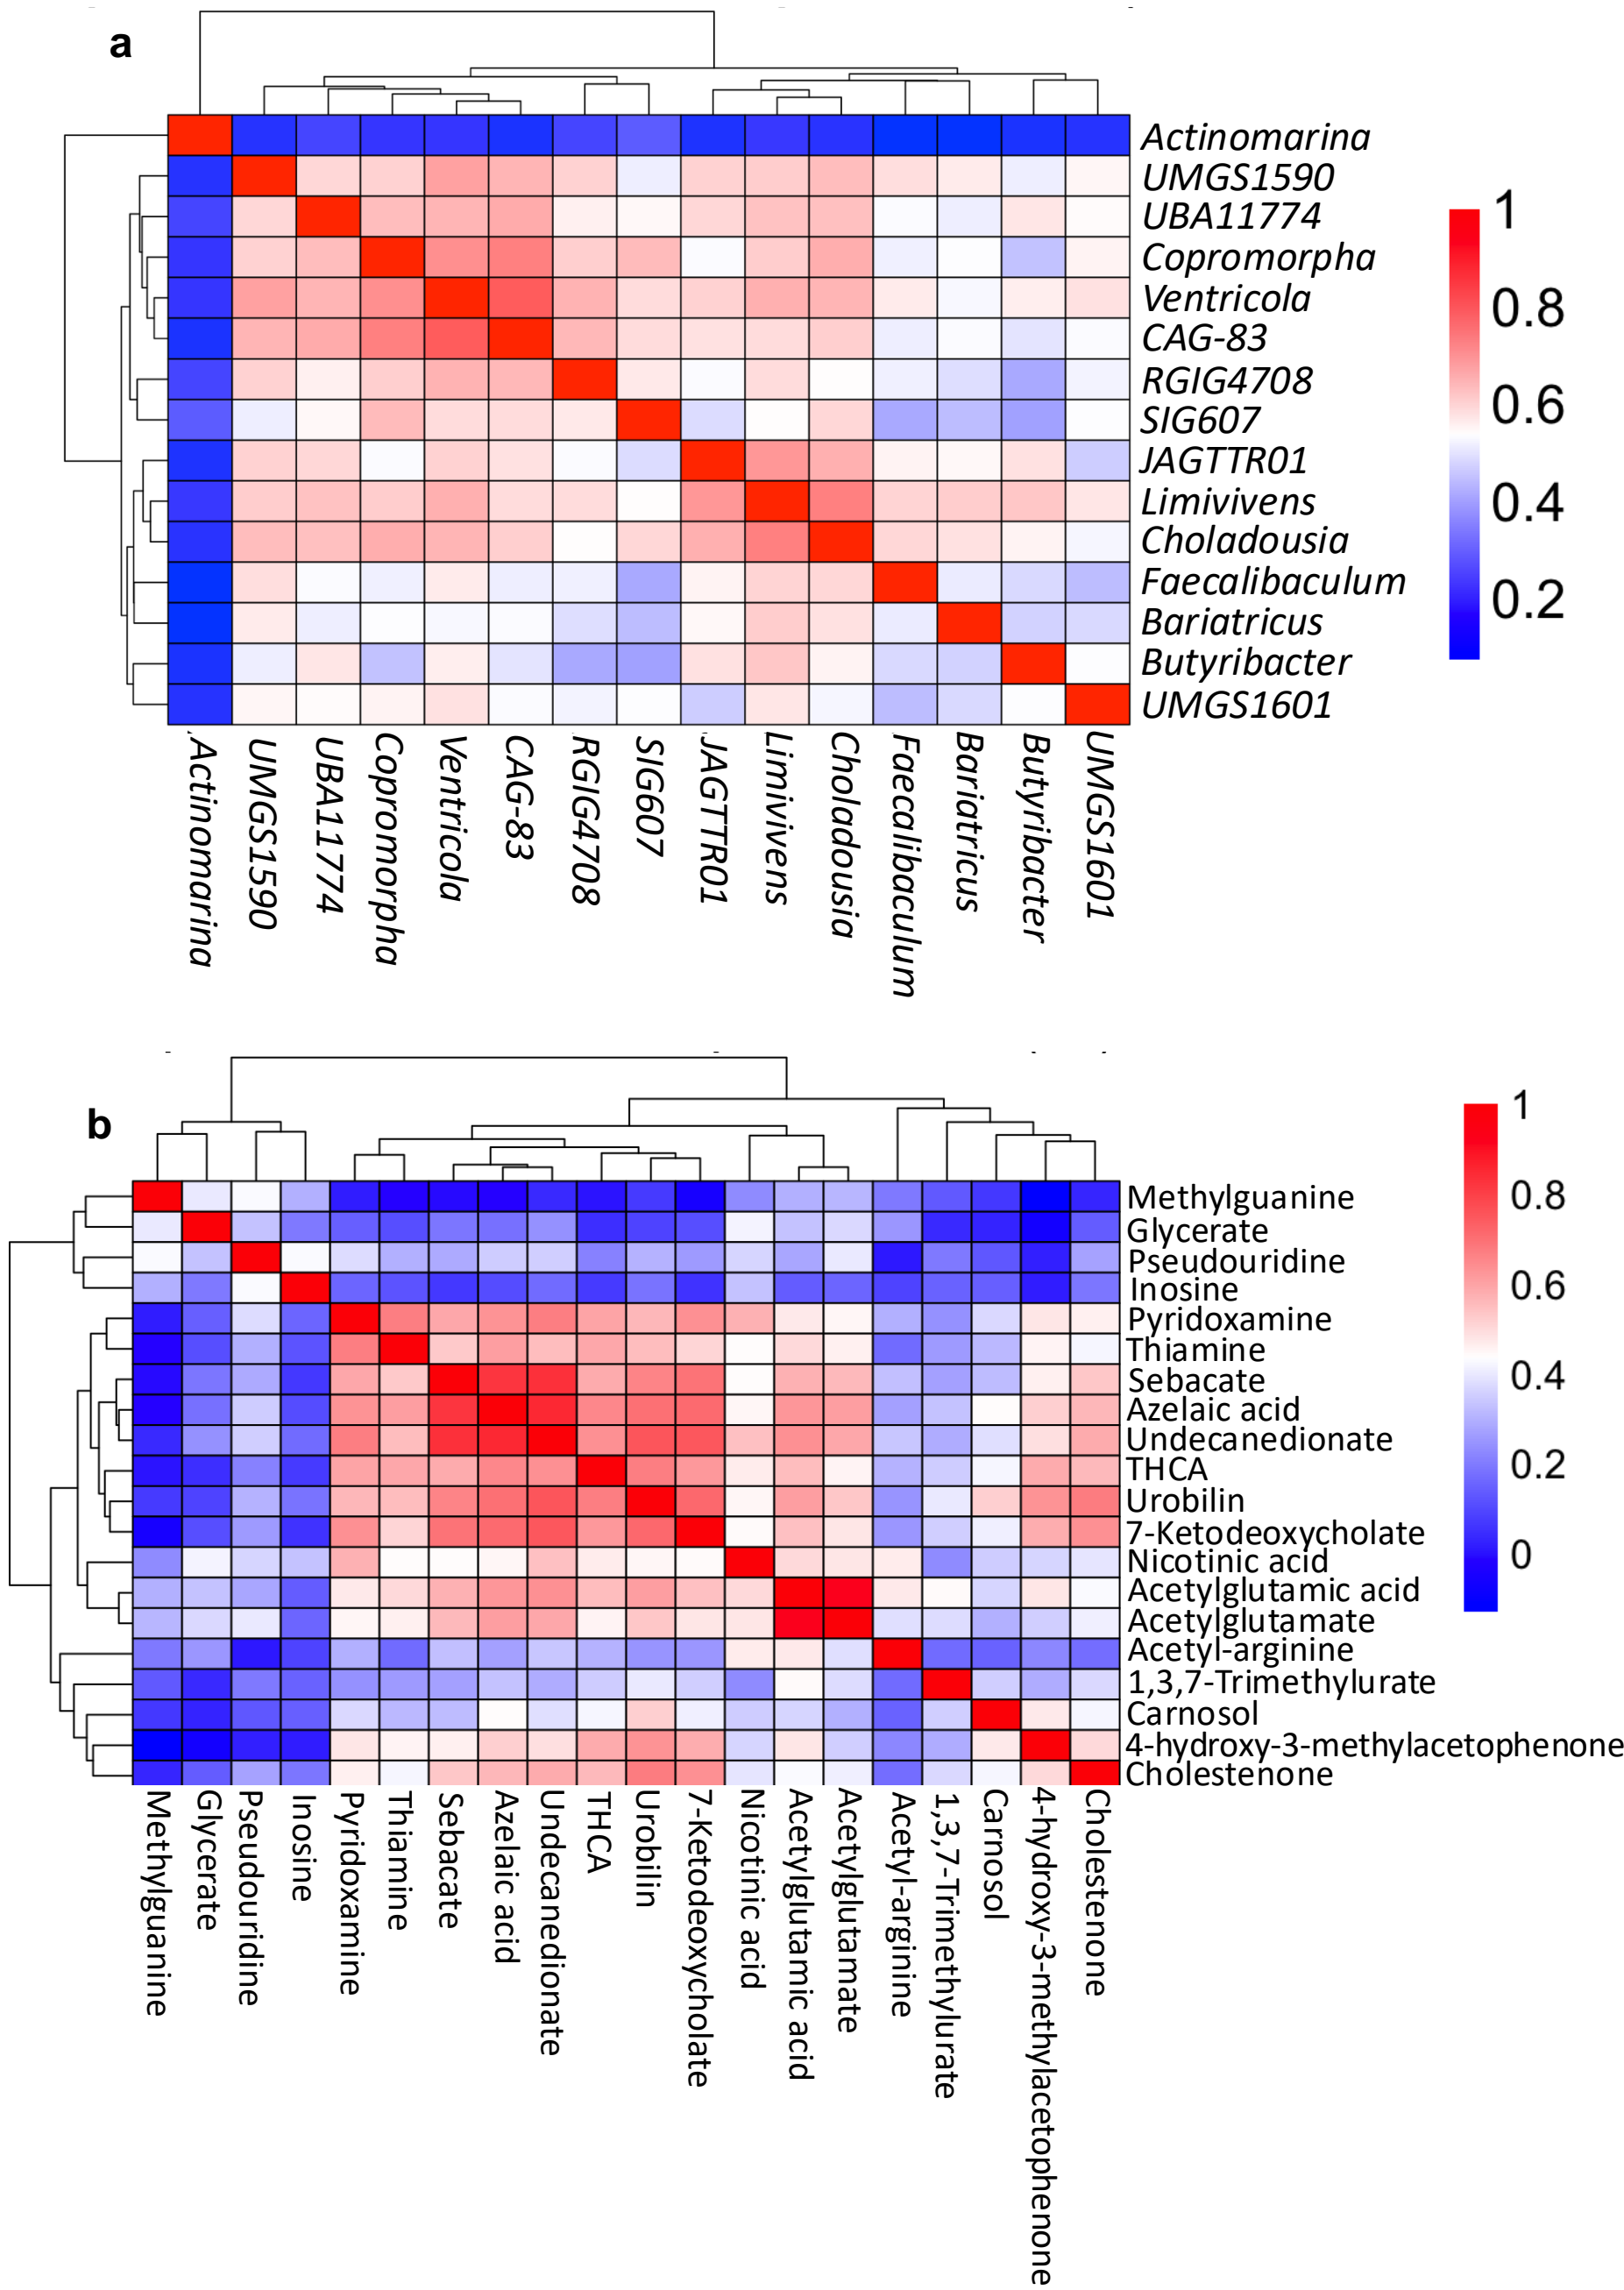 a
Actinomarina
UMGS1590
UBA11774
Copromorpha
Ventricola
CAG-83
RGIG4708
SIG607
JAGTTR01
Limivivens
Choladousia
Faecalibaculum
Bariatricus
Butyribacter
UMGS1601
1
0.8
0.6
0.4
0.2
Actinomarina
UMGS1590
UBA11774
Copromorpha
Ventricola
CAG-83
RGIG4708
SIG607
JAGTTR01
Limivivens
Choladousia
Faecalibaculum
Bariatricus
Butyribacter
UMGS1601
b
Methylguanine
Glycerate
Pseudouridine
Inosine
Pyridoxamine
Thiamine
Sebacate
Azelaic acid
Undecanedionate
THCA
Urobilin
7-Ketodeoxycholate
Nicotinic acid
Acetylglutamic acid
Acetylglutamate
Acetyl-arginine
1,3,7-Trimethylurate
Carnosol
4-hydroxy-3-methylacetophenone
Cholestenone
1
0.8
0.6
0.4
0.2
0
Methylguanine
Glycerate
Pseudouridine
Inosine
Pyridoxamine
Thiamine
Sebacate
Azelaic acid
Undecanedionate
THCA
Urobilin
7-Ketodeoxycholate
Nicotinic acid
Acetylglutamic acid
Acetylglutamate
Acetyl-arginine
1,3,7-Trimethylurate
Carnosol
4-hydroxy-3-methylacetophenone
Cholestenone